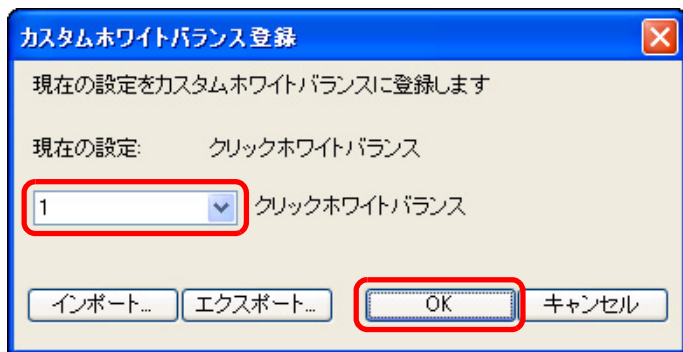 カスタムホワイトバランス登録
現在の設定をカスタムホワイトバランスに登録します
現在の設定: クリックホワイトバランス
1 クリックホワイトバランス
インポート... エクスポート... OK キャンセル